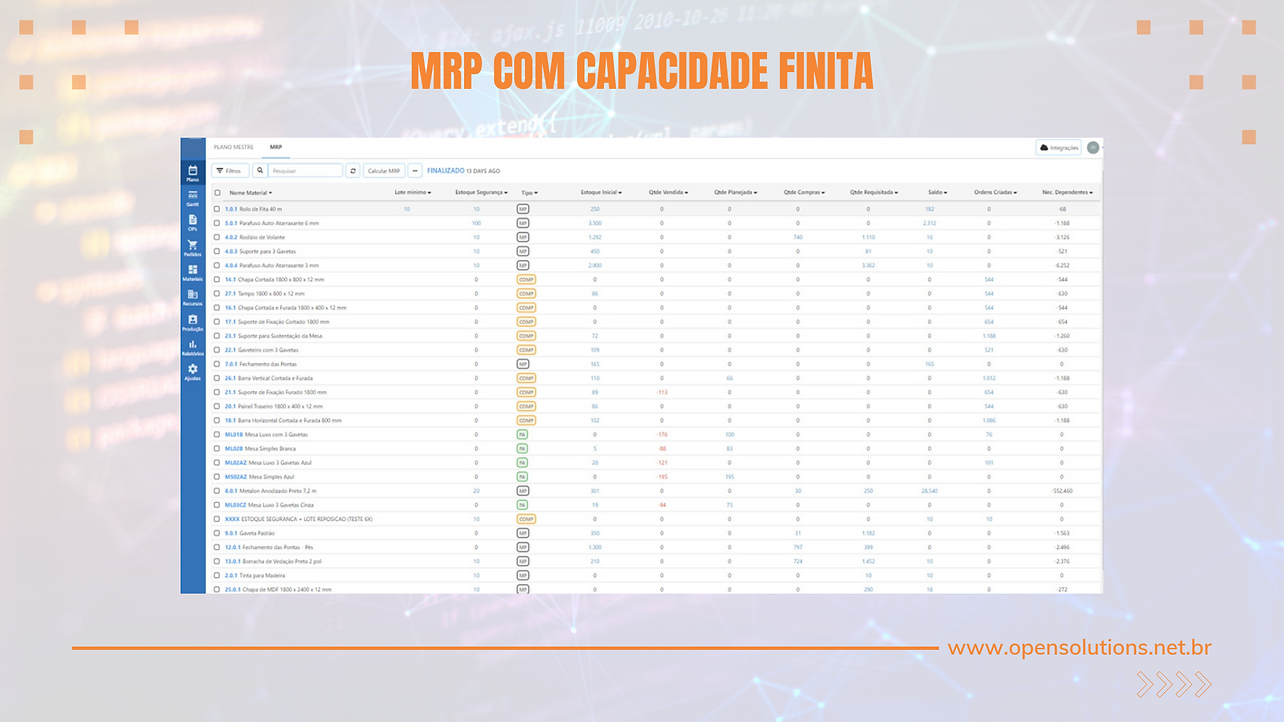 MRP COM CAPACIDADE FINITA
PLANO MESTRE MRP Integrações
Filtros Pesquisar Calcular MRP FINALIZADO 13 DAYS AGO
Nome Material Lote mínimo Estoque Segurança Tipo Estoque Inicial Qtde Vendida Qtde Planejada Qtde Compras Qtde Requisitada Saldo Ordens Criadas Nec. Dependentes
1.0.1 Rolo de Fita 40 m 10 10 MP 250 0 0 0 0 182 0 -68
5.0.1 Parafuso Auto-Atarraxante 6 mm 100 MP 3.500 0 0 0 0 2.312 0 -1.188
4.0.2 Rodízio de Volante 10 MP 1.292 0 0 740 1.110 16 0 -3.126
4.0.3 Suporte para 3 Gavetas 10 MP 450 0 0 0 81 10 0 -521
4.0.4 Parafuso Auto-Atarraxante 3 mm 10 MP 2.900 0 0 0 3.362 10 0 -6.252
14.1 Chapa Cortada 1800 x 800 x 12 mm 0 COMP 0 0 0 0 0 0 544 -544
27.1 Tampo 1800 x 800 x 12 mm 0 COMP 86 0 0 0 0 0 544 -630
16.1 Chapa Cortada e Furada 1800 x 400 x 12 mm 0 COMP 0 0 0 0 0 0 544 -544
17.1 Suporte de Fixação Cortado 1800 mm 0 COMP 0 0 0 0 0 0 654 -654
23.1 Suporte para Sustentação da Mesa 0 COMP 72 0 0 0 0 0 1.188 -1.260
22.1 Gaveteiro com 3 Gavetas 0 COMP 109 0 0 0 0 0 521 -630
7.0.1 Fechamento das Pontas 0 MP 165 0 0 0 0 165 0 0
26.1 Barra Vertical Cortada e Furada 0 COMP 110 0 66 0 0 0 1.012 -1.188
21.1 Suporte de Fixação Furado 1800 mm 0 COMP 89 -113 0 0 0 0 654 -630
20.1 Painel Traseiro 1800 x 400 x 12 mm 0 COMP 86 0 0 0 0 0 544 -630
18.1 Barra Horizontal Cortada e Furada 800 mm 0 COMP 102 0 0 0 0 0 1.086 -1.188
ML01B Mesa Luxo com 3 Gavetas 0 PA 0 -176 100 0 0 0 76 0
ML02B Mesa Simples Branca 0 PA 5 -88 83 0 0 0 0 0
ML02AZ Mesa Luxo 3 Gavetas Azul 0 PA 20 -121 0 0 0 0 101 0
MS02AZ Mesa Simples Azul 0 PA 0 -195 195 0 0 0 0 0
8.0.1 Metalon Anodizado Preto 7,2 m 20 MP 301 0 0 30 250 28.540 0 -552.460
ML03CZ Mesa Luxo 3 Gavetas Cinza 0 PA 19 -94 75 0 0 0 0 0
XXXX ESTOQUE SEGURANCA + LOTE REPOSICAO (TESTE 6X) 10 COMP 0 0 0 0 0 10 10 0
9.0.1 Gaveta Padrão 0 MP 350 0 0 31 1.182 0 0 -1.563
12.0.1 Fechamento das Pontas - Pés 0 MP 1.300 0 0 797 399 0 0 -2.496
13.0.1 Borracha de Vedação Preta 2 pol 10 MP 210 0 0 724 1.452 10 0 -2.376
2.0.1 Tinta para Madeira 10 MP 0 0 0 0 10 10 0 0
25.0.1 Chapa de MDF 1800 x 2400 x 12 mm 10 MP 0 0 0 0 290 18 0 -272
Plano
Gantt
OPs
Pedidos
Materiais
Recursos
Produção
Relatórios
Ajustes
www.opensolutions.net.br